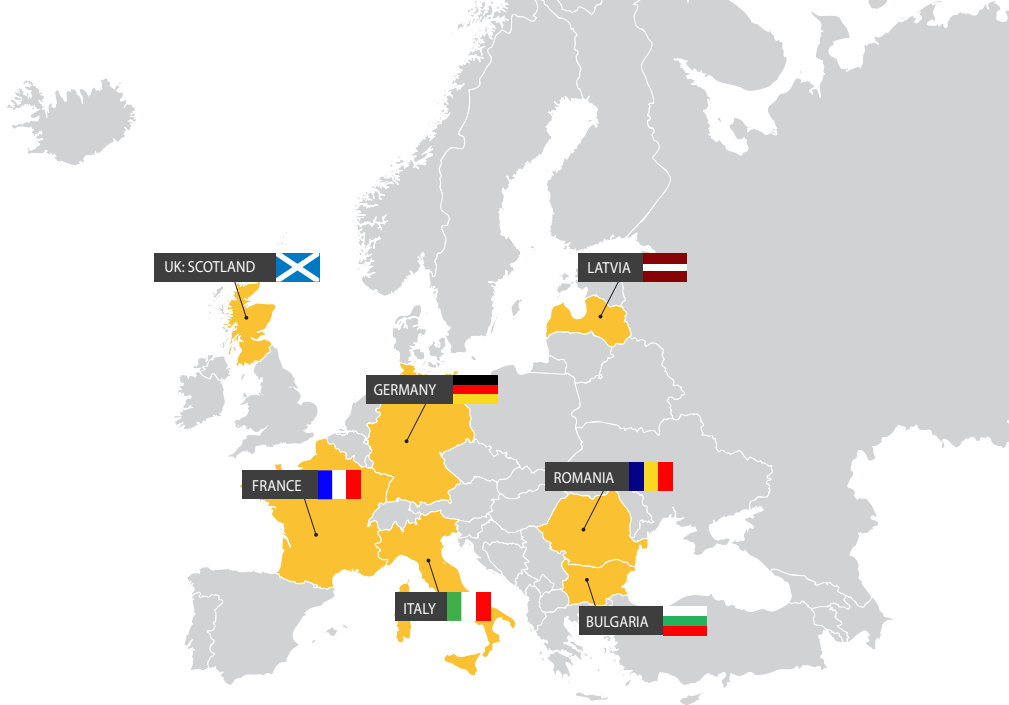 UK: SCOTLAND
LATVIA
GERMANY
ROMANIA
FRANCE
ITALY
BULGARIA